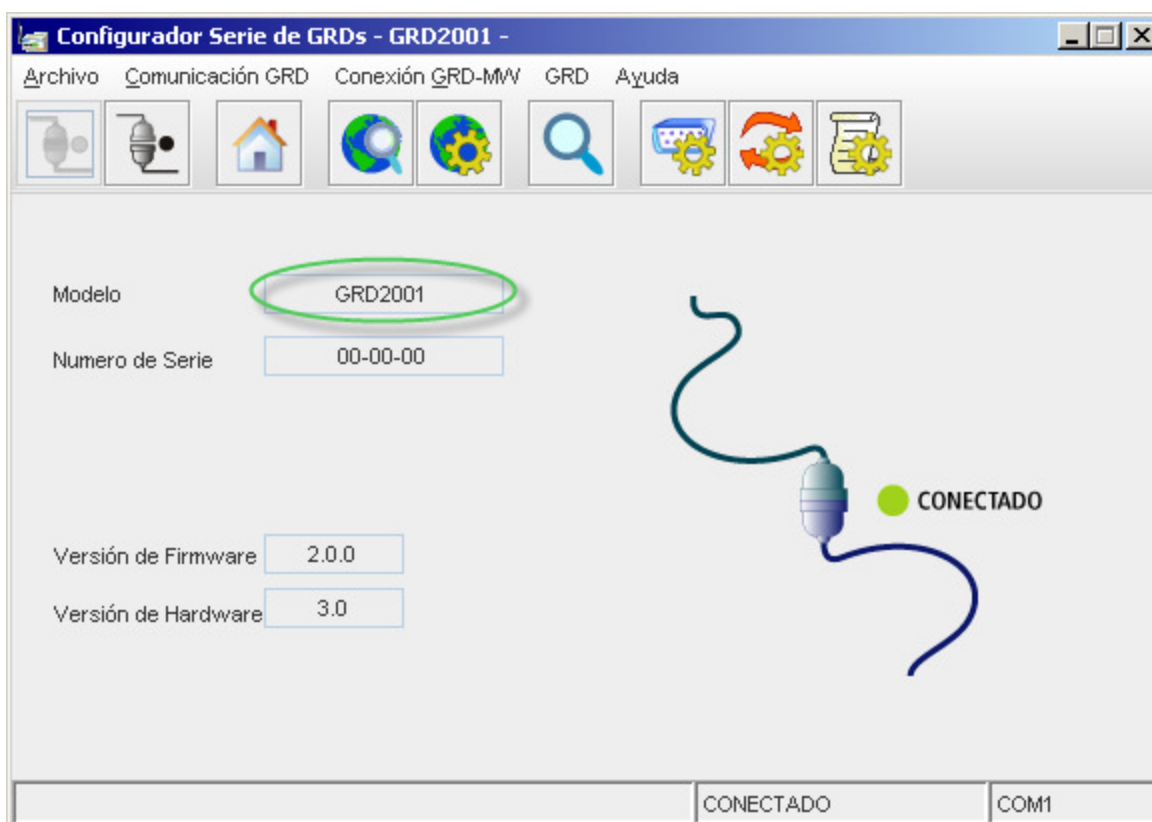 Configurador Serie de GRDs - GRD2001 -
Archivo Comunicación GRD Conexión GRD-MW GRD Ayuda
Modelo GRD2001
Numero de Serie 00-00-00
CONECTADO
Versión de Firmware 2.0.0
Versión de Hardware 3.0
CONECTADO COM1